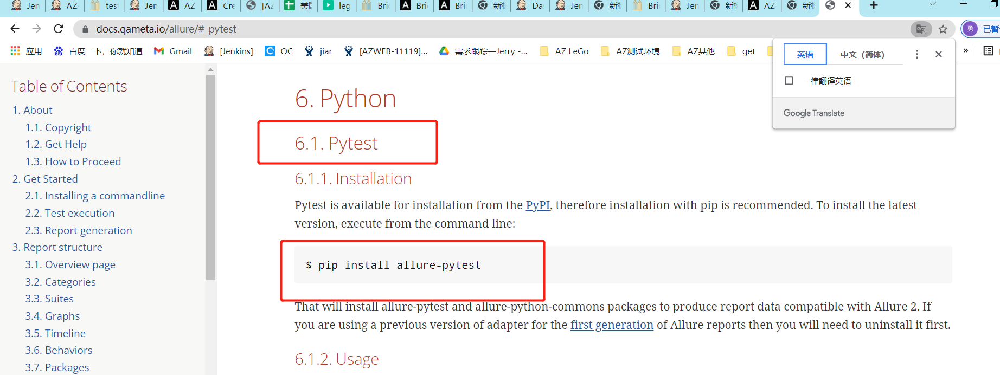 Jen
AZ-
tes
Jen
AZ
Cre
[AZ
美国
leg
Bric
Bri
Bri
新标
Da
Jen
新标
Bric
Jen
新标
AZ
新标
docs.qameta.io/allure/#_pytest
勇
已暂
应用
百度一下，你就知道
Gmail
[Jenkins]
OC
jiar
[AZWEB-11119]...
需求跟踪—Jerry -...
AZ LeGo
AZ测试环境
AZ其他
get
»
英语
中文（简体）
一律翻译英语
Google Translate
Table of Contents
1. About
1.1. Copyright
1.2. Get Help
1.3. How to Proceed
2. Get Started
2.1. Installing a commandline
2.2. Test execution
2.3. Report generation
3. Report structure
3.1. Overview page
3.2. Categories
3.3. Suites
3.4. Graphs
3.5. Timeline
3.6. Behaviors
3.7. Packages
6. Python
6.1. Pytest
6.1.1. Installation
Pytest is available for installation from the PyPI, therefore installation with pip is recommended. To install the latest
version, execute from the command line:
$ pip install allure-pytest
That will install allure-pytest and allure-python-commons packages to produce report data compatible with Allure 2. If
you are using a previous version of adapter for the first generation of Allure reports then you will need to uninstall it first.
6.1.2. Usage